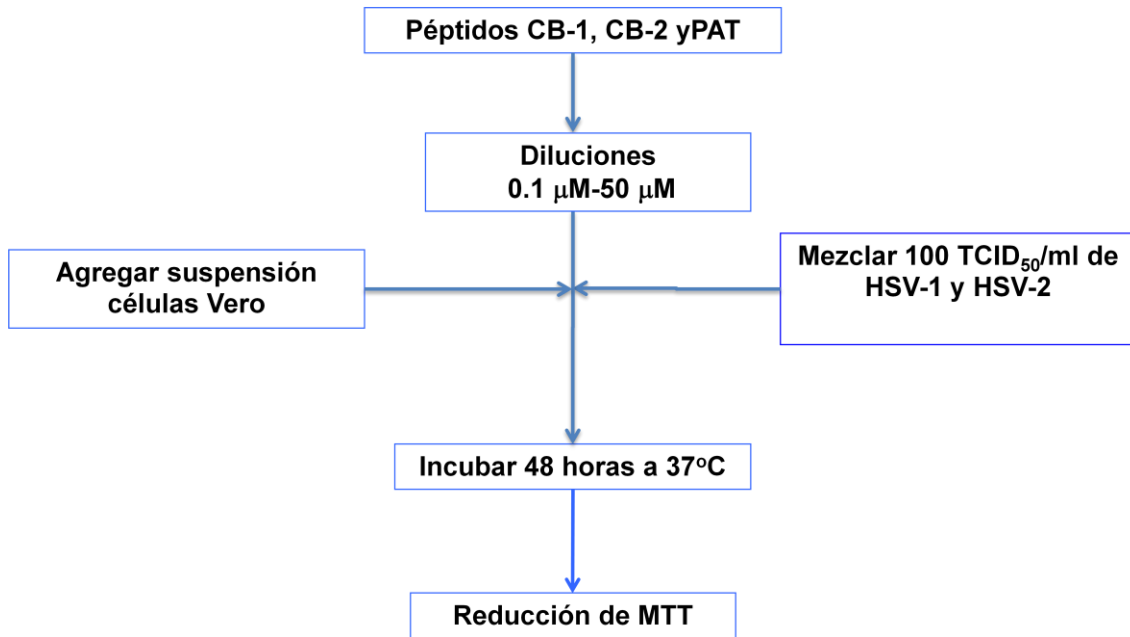 Péptidos CB-1, CB-2 yPAT
Diluciones
0.1 μM-50 μM
Agregar suspensión
células Vero
Mezclar 100 TCID₅₀/ml de
HSV-1 y HSV-2
Incubar 48 horas a 37ºC
Reducción de MTT